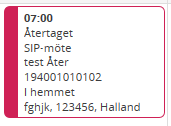 07:00
Återtaget
SIP-möte
test Åter
194001010102
I hemmet
fghjk, 123456, Halland